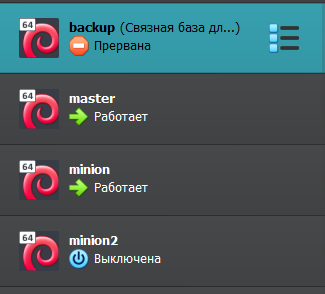 64
backup (Связная база дл...)
Прервана
64
master
Работает
64
minion
Работает
64
minion2
Выключена